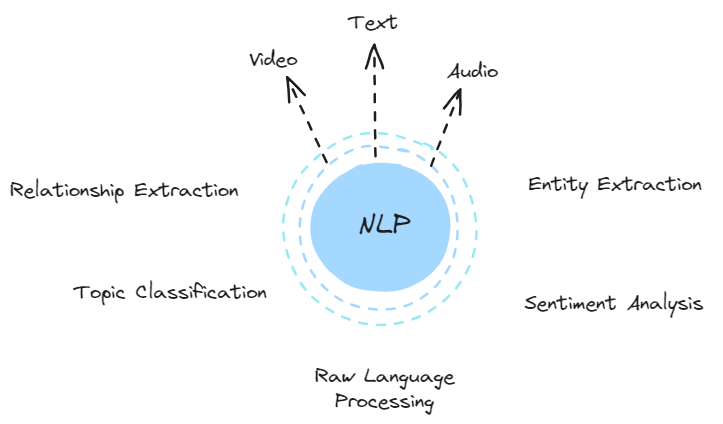 Text
Video
Audio
Relationship Extraction
Entity Extraction
NLP
Topic Classification
Sentiment Analysis
Raw Language
Processing